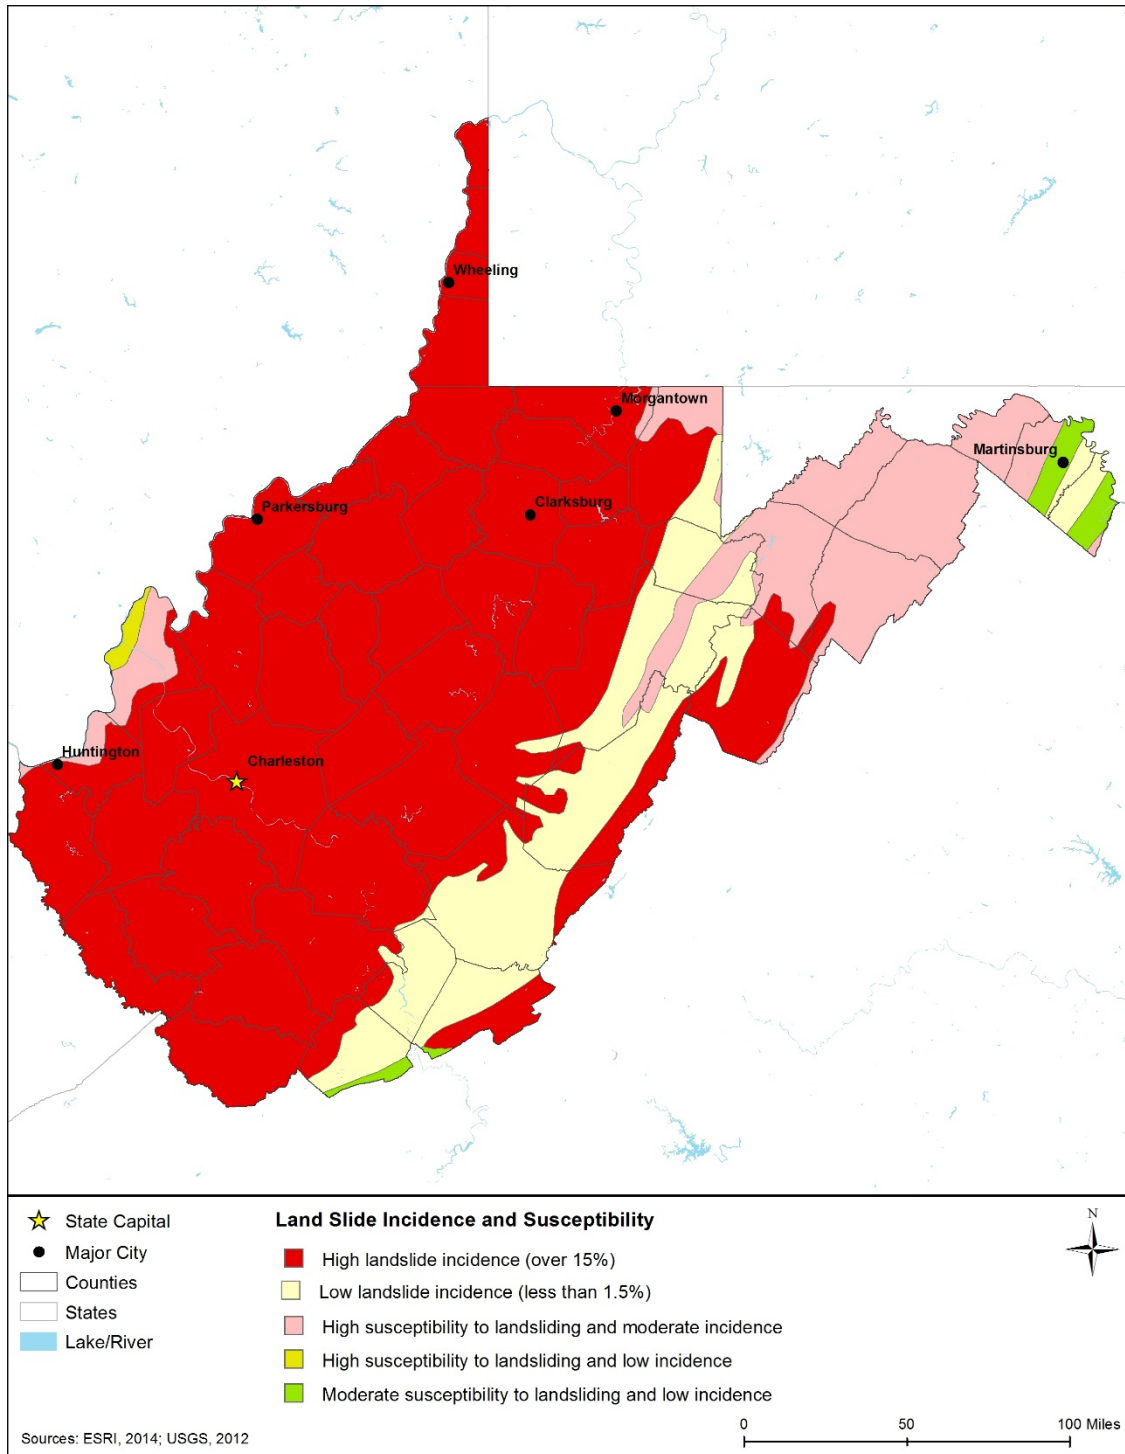 Wheeling
Morgantown
Martinsburg
Clarksburg
Parkersburg
Huntington
Charleston
State Capital
Major City
Counties
States
Lake/River
Land Slide Incidence and Susceptibility
High landslide incidence (over 15%)
Low landslide incidence (less than 1.5%)
High susceptibility to landsliding and moderate incidence
High susceptibility to landsliding and low incidence
Moderate susceptibility to landsliding and low incidence
N
0 50 100 Miles
Sources: ESRI, 2014; USGS, 2012